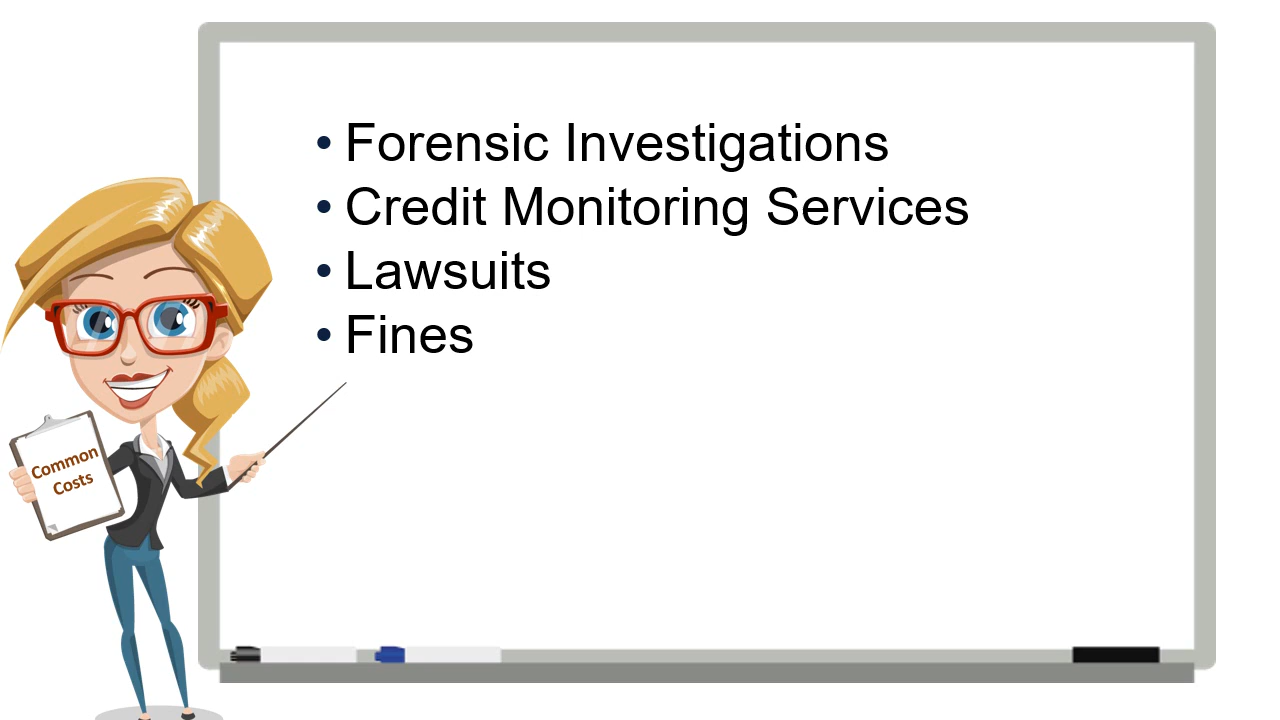 • Forensic Investigations
• Credit Monitoring Services
• Lawsuits
• Fines
Common
Costs